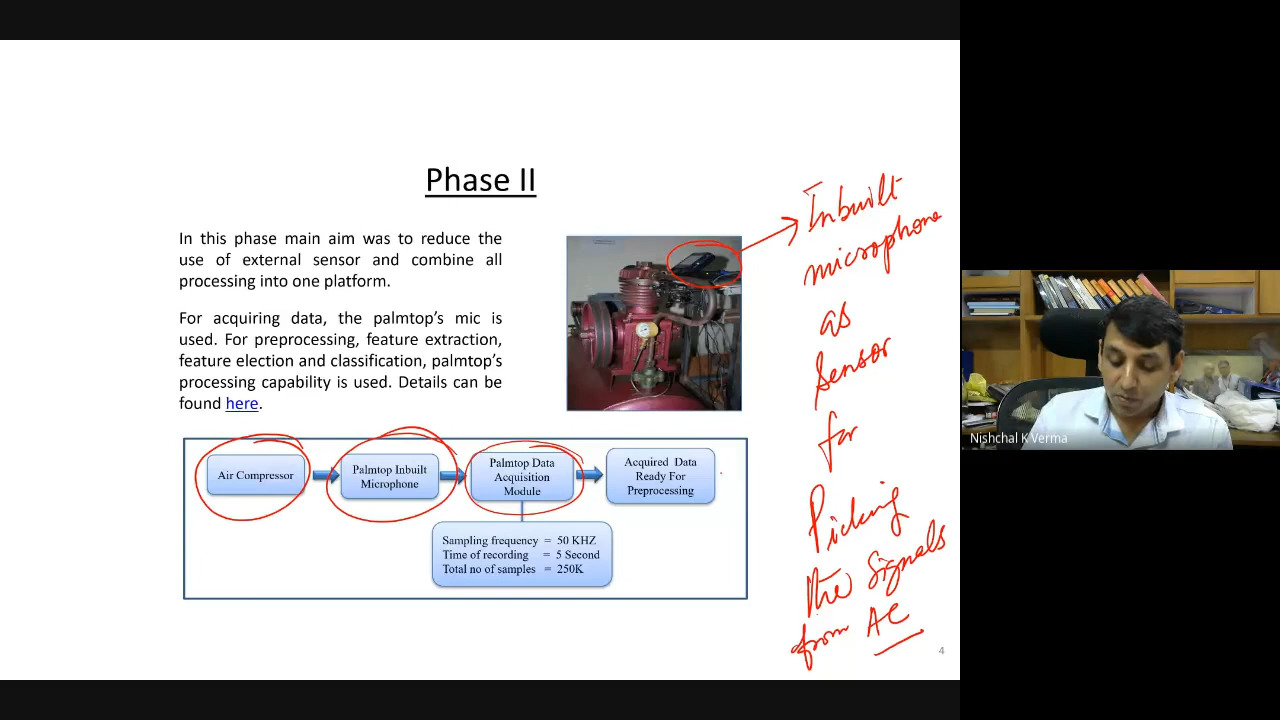 Phase II
In this phase main aim was to reduce the
use of external sensor and combine all
processing into one platform.
For acquiring data, the palmtop's mic is
used. For preprocessing, feature extraction,
feature election and classification, palmtop's
processing capability is used. Details can be
found here.
Inbuilt
microphone
as
sensor
for
Picking
the signals
from AC
Air Compressor
Palmtop Inbuilt
Microphone
Palmtop Data
Acquisition
Module
Acquired Data
Ready For
Preprocessing
Sampling frequency = 50 KHZ
Time of recording = 5 Second
Total no of samples = 250K
4
Nishchal K Verma